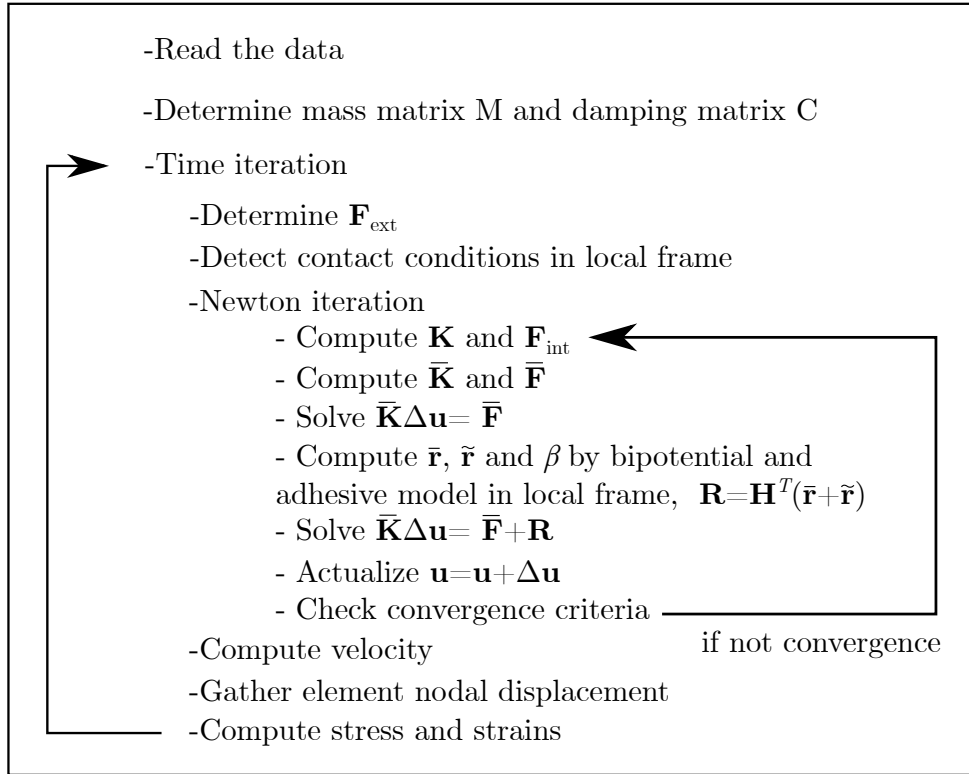 -Read the data
-Determine mass matrix M and damping matrix C
-Time iteration
-Determine F_ext
-Detect contact conditions in local frame
-Newton iteration
- Compute K and F_int
- Compute K̄ and F̄
- Solve K̄Δu= F̄
- Compute r̄, r̃ and β by bipotential and
adhesive model in local frame, R=H^T(r̄+r̃)
- Solve K̄Δu= F̄+R
- Actualize u=u+Δu
- Check convergence criteria
if not convergence
-Compute velocity
-Gather element nodal displacement
-Compute stress and strains